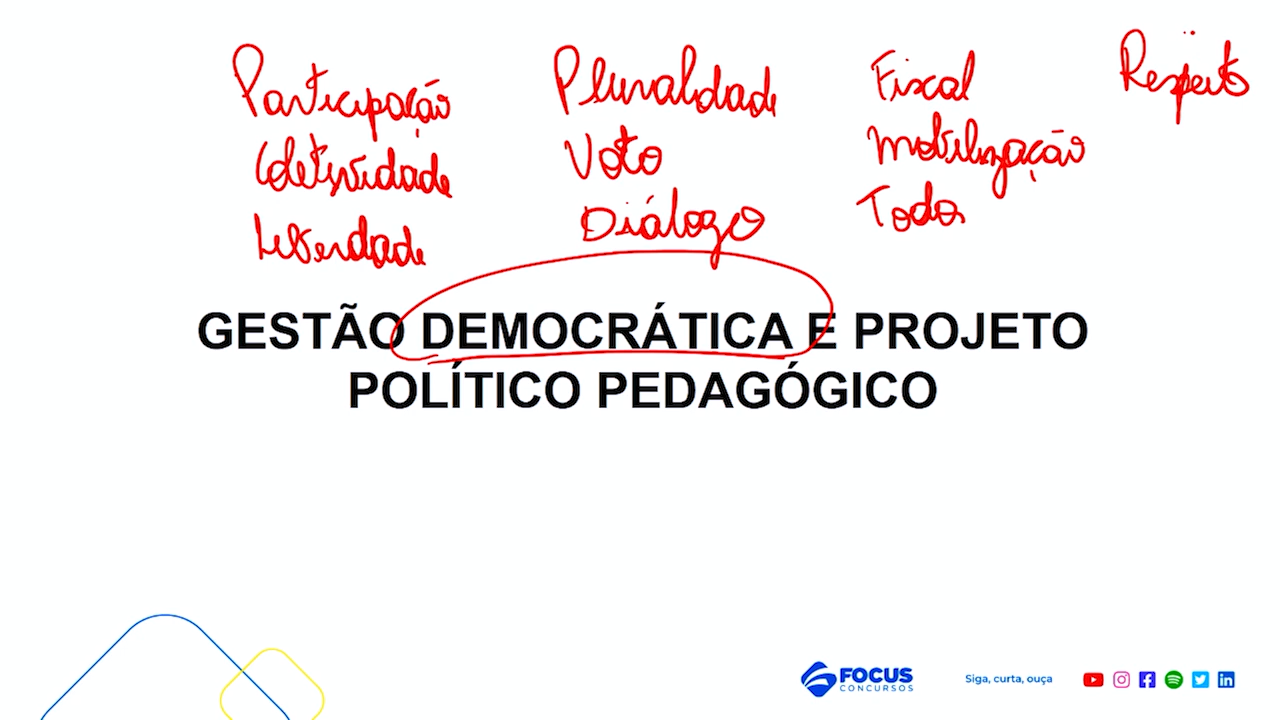 Participação
Coletividade
Liberdade
Pluralidade
Voto
Diálogo
Fiscal
Mobilização
Todos
Respeito
GESTÃO DEMOCRÁTICA E PROJETO
POLÍTICO PEDAGÓGICO
FOCUS
CONCURSOS
Siga, curta, ouça